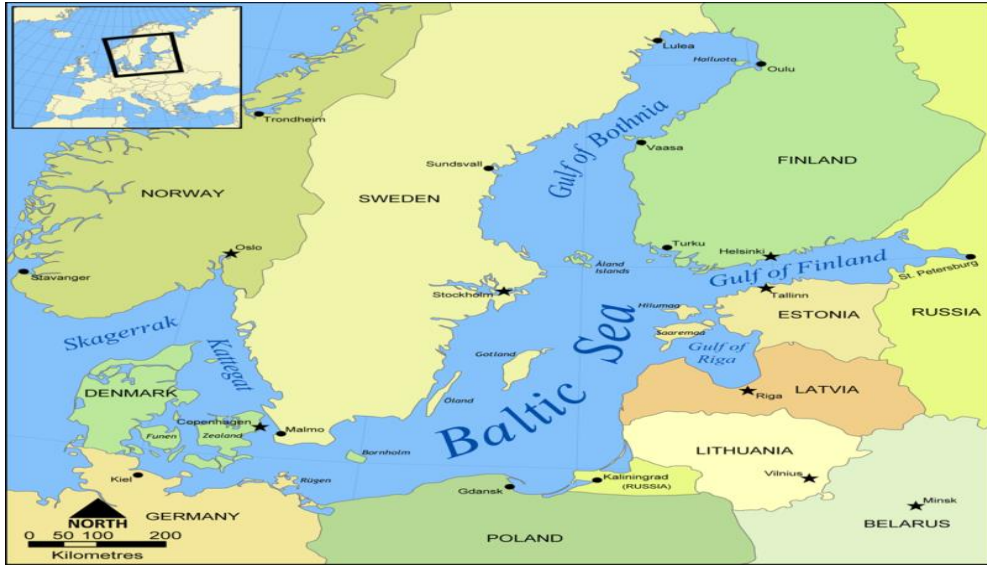 Lulea
Hailuoto
Oulu
Trondheim
Gulf of Bothnia
Vaasa
Sundsvall
FINLAND
NORWAY
SWEDEN
Oslo
Turku
Helsinki
Åland
Islands
Gulf of Finland
St. Petersburg
Stavanger
Stockholm
Tallinn
Hiiumaa
ESTONIA
RUSSIA
Skagerrak
Saaremaa
Kattegat
Gulf of
Riga
Gotland
Baltic Sea
DENMARK
Öland
Riga
LATVIA
Copenhagen
Malmo
Funen
Zealand
Bornholm
LITHUANIA
Kiel
Rügen
Gdansk
Kaliningrad
(RUSSIA)
Vilnius
Minsk
NORTH
GERMANY
BELARUS
0 50 100 200
Kilometres
POLAND